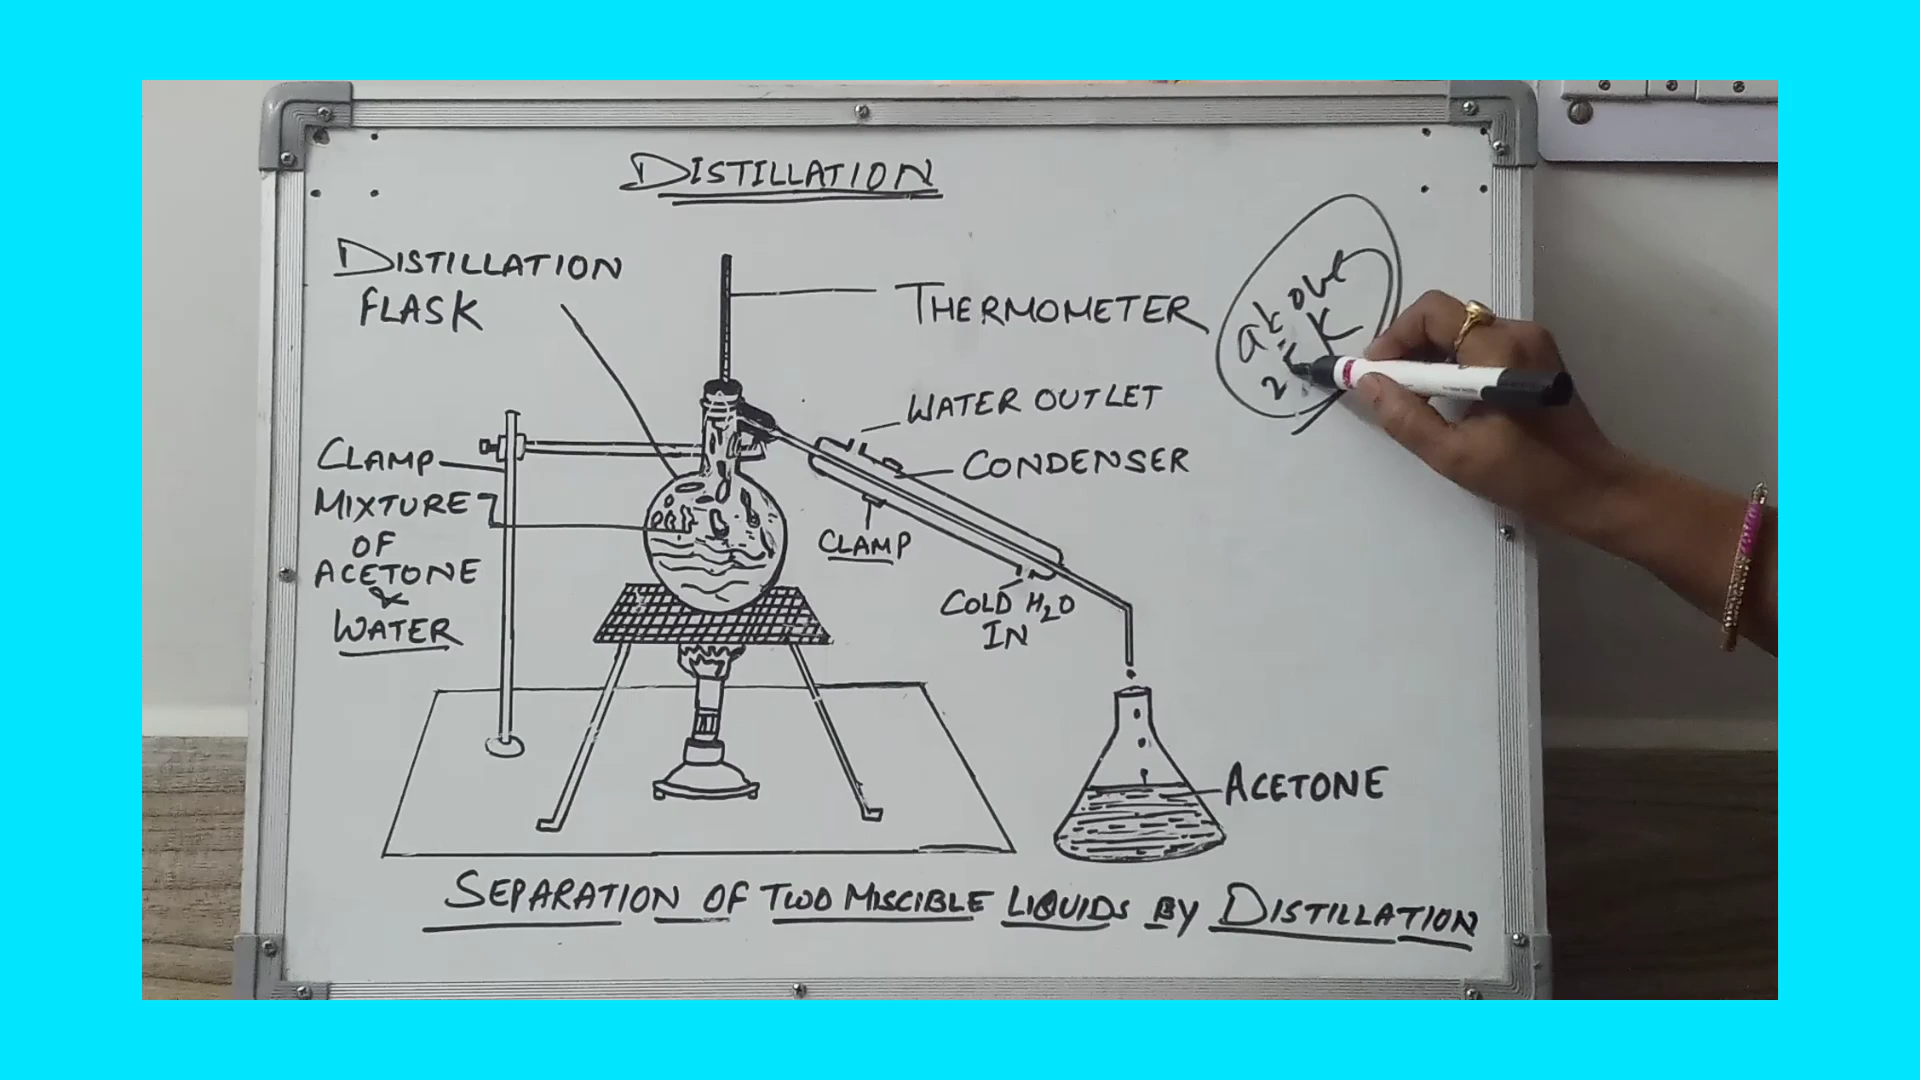 DISTILLATION
DISTILLATION
FLASK
THERMOMETER
above
25 K
WATER OUTLET
CONDENSER
CLAMP
MIXTURE
OF
ACETONE
&
WATER
CLAMP
COLD H2O
IN
ACETONE
SEPARATION OF TWO MISCIBLE LIQUIDS BY DISTILLATION